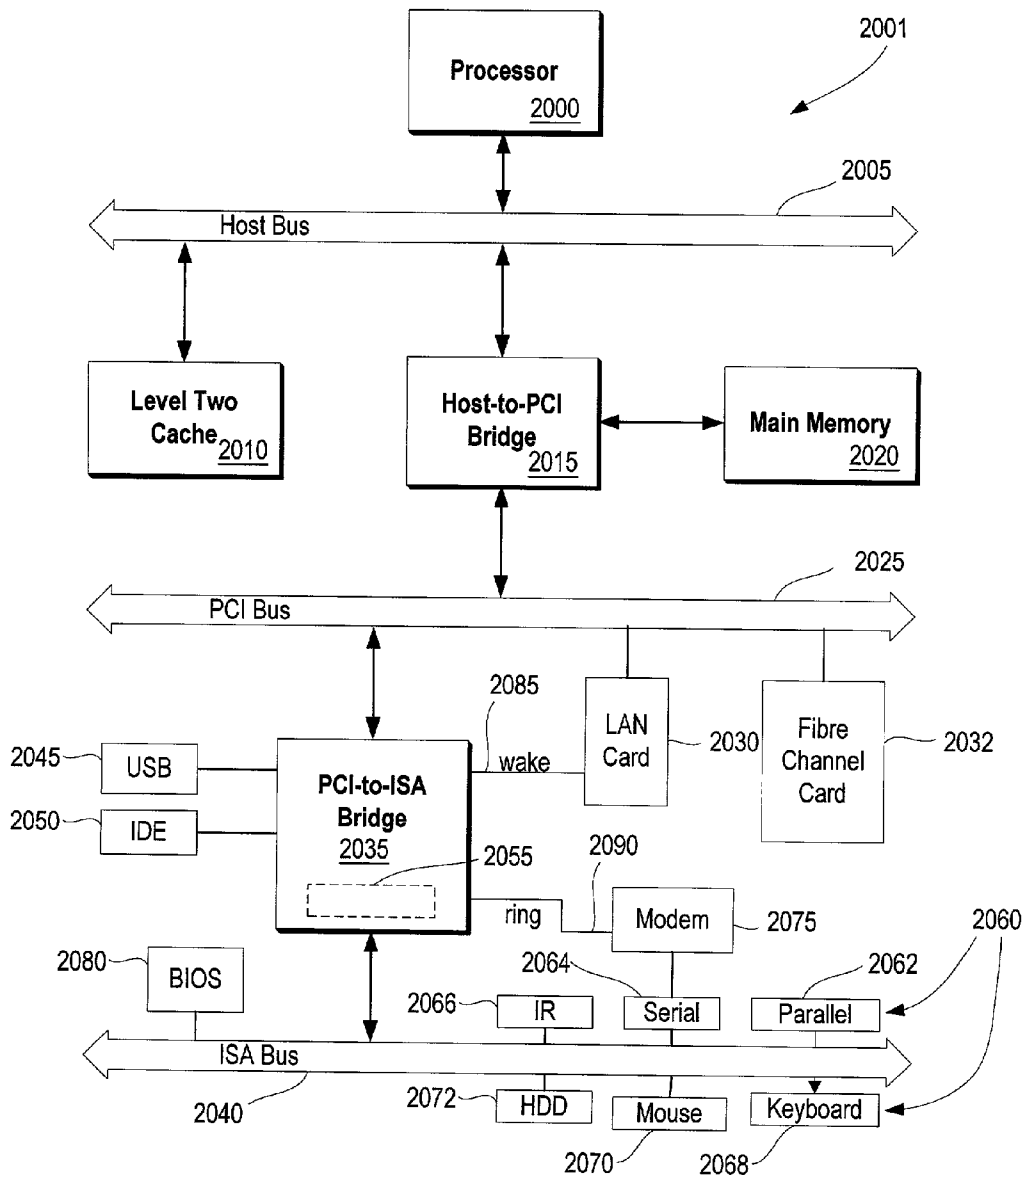 2001
Processor
2000
2005
Host Bus
Level Two
Cache
2010
Host-to-PCI
Bridge
2015
Main Memory
2020
2025
PCI Bus
2085
LAN
Card
2030
Fibre
Channel
Card
2032
2045
USB
wake
PCI-to-ISA
Bridge
2035
2050
IDE
2055
2090
ring
Modem
2075
2060
2080
BIOS
2064
2062
2066
IR
Serial
Parallel
ISA Bus
2040
2072
HDD
Mouse
Keyboard
2070
2068